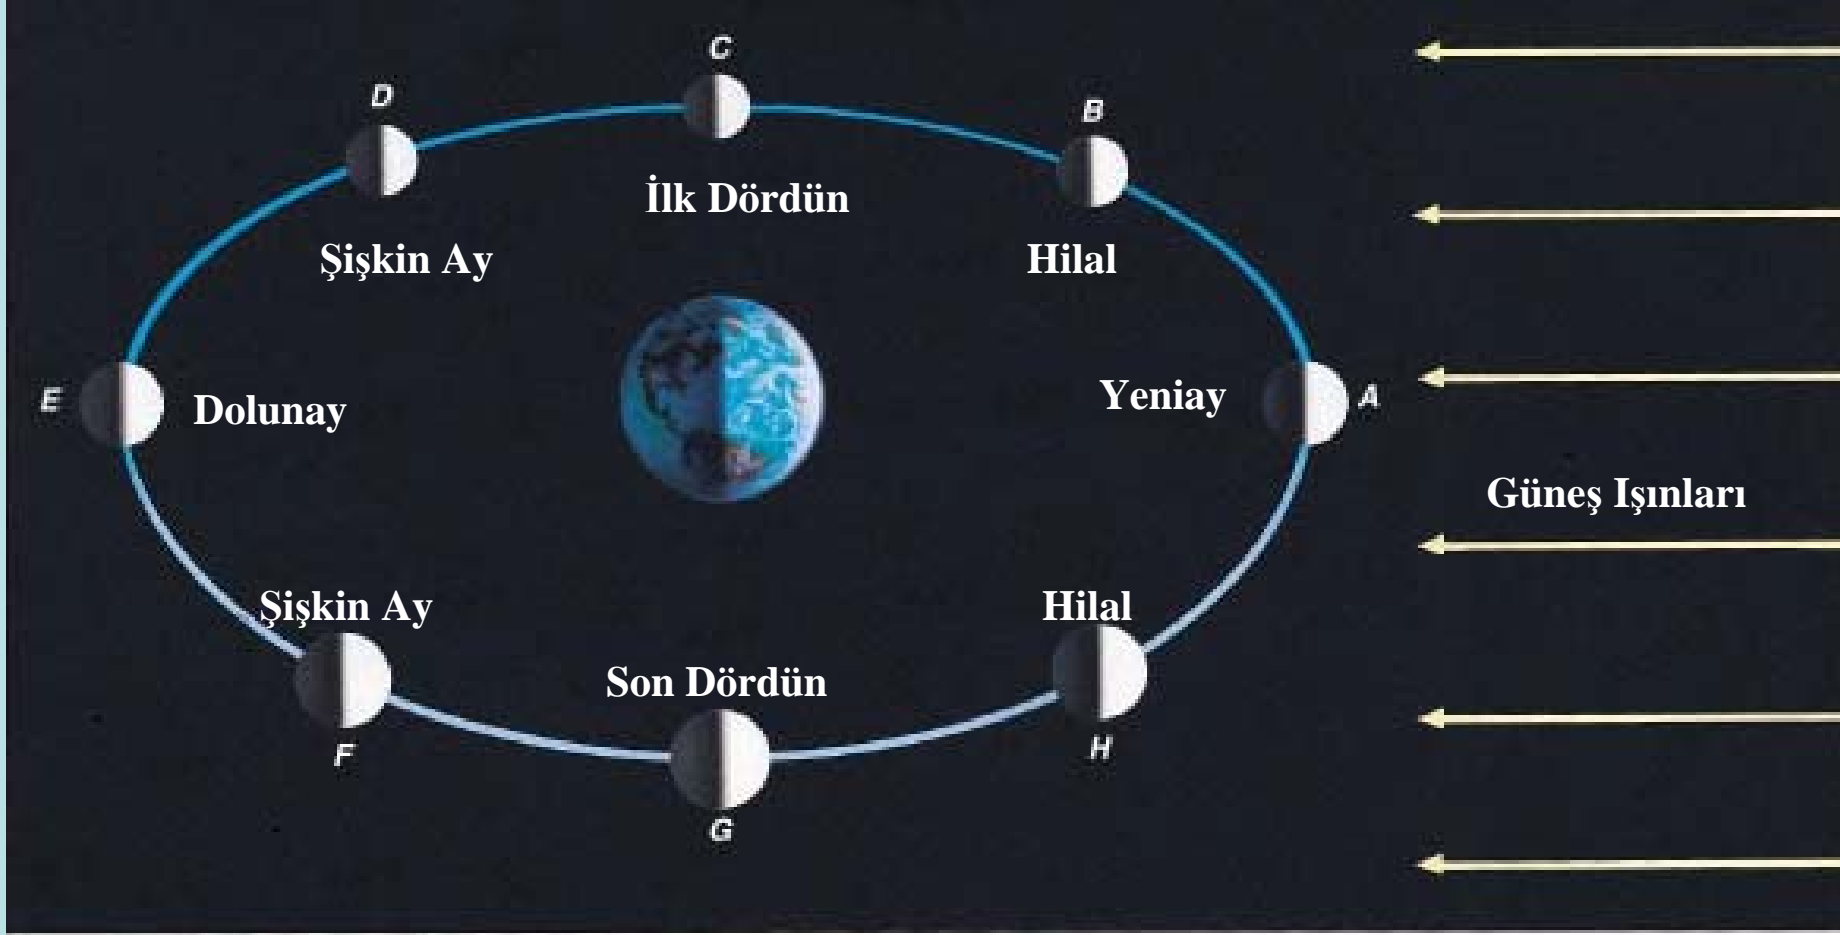 C
D
B
İlk Dördün
Şişkin Ay
Hilal
E
Dolunay
Yeniay
A
Güneş Işınları
Şişkin Ay
Hilal
Son Dördün
F
H
G